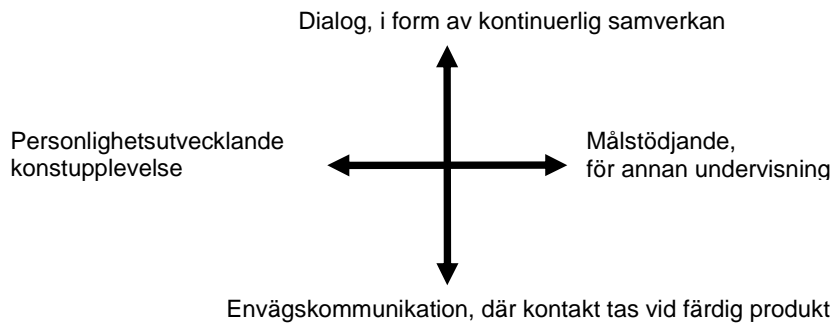 Dialog, i form av kontinuerlig samverkan
Personlighetsutvecklande
konstupplevelse
Målstödjande,
för annan undervisning
Envägskommunikation, där kontakt tas vid färdig produkt